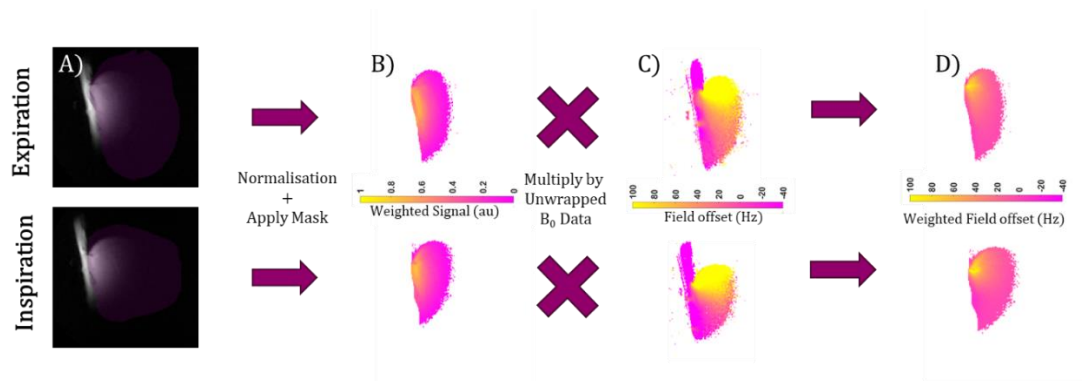 Expiration
Inspiration
A)
B)
C)
D)
Normalisation
+
Apply Mask
1 0.8 0.6 0.4 0.2 0
Weighted Signal (au)
Multiply by
Unwrapped
B₀ Data
100 80 60 40 20 0 -20 -40
Field offset (Hz)
100 80 60 40 20 0 -20 -40
Weighted Field offset (Hz)